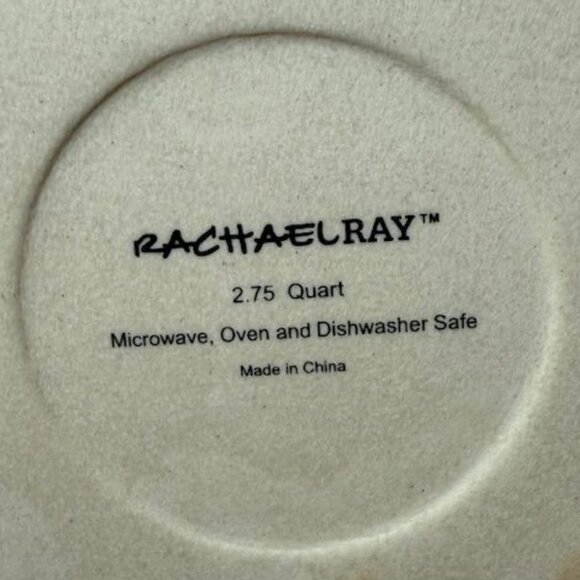 RACHAELRAY™
2.75 Quart
Microwave, Oven and Dishwasher Safe
Made in China